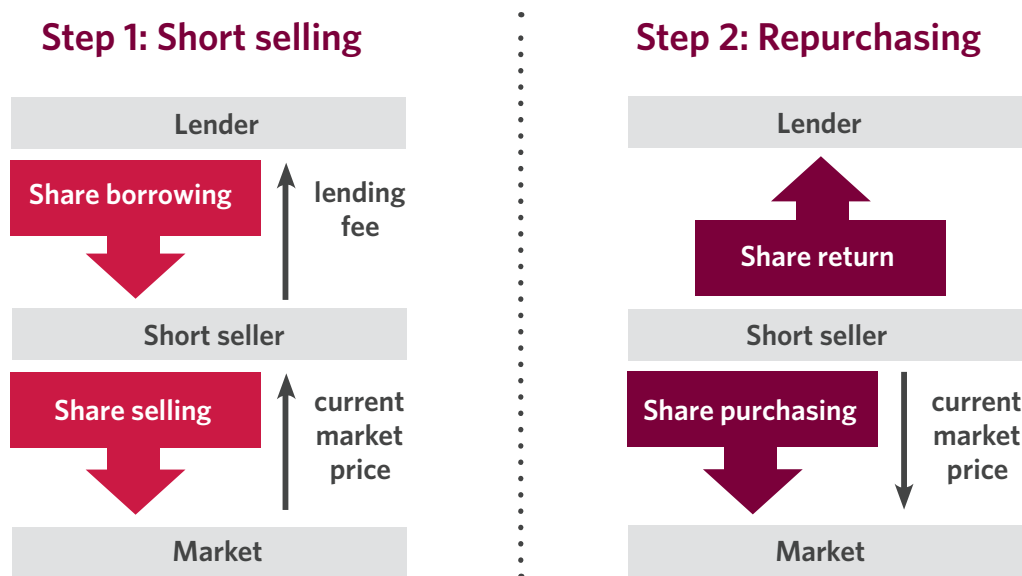 Step 1: Short selling
Lender
Share borrowing
lending
fee
Short seller
Share selling
current
market
price
Market
Step 2: Repurchasing
Lender
Share return
Short seller
Share purchasing
current
market
price
Market